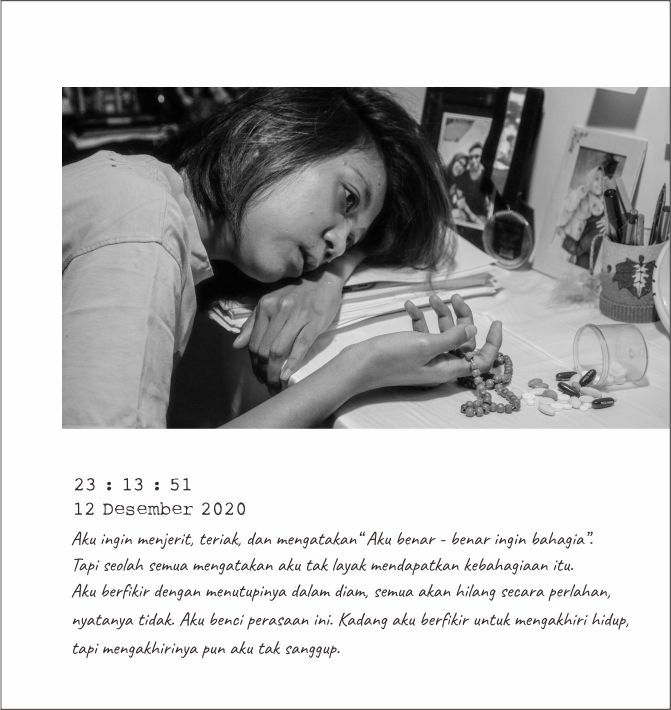 23 : 13 : 51
12 Desember 2020
Aku ingin menjerit, teriak, dan mengatakan“ Aku benar - benar ingin bahagia”.
Tapi seolah semua mengatakan aku tak layak mendapatkan kebahagiaan itu.
Aku berfikir dengan menutupinya dalam diam, semua akan hilang secara perlahan,
nyatanya tidak. Aku benci perasaan ini. Kadang aku berfikir untuk mengakhiri hidup,
tapi mengakhirinya pun aku tak sanggup.